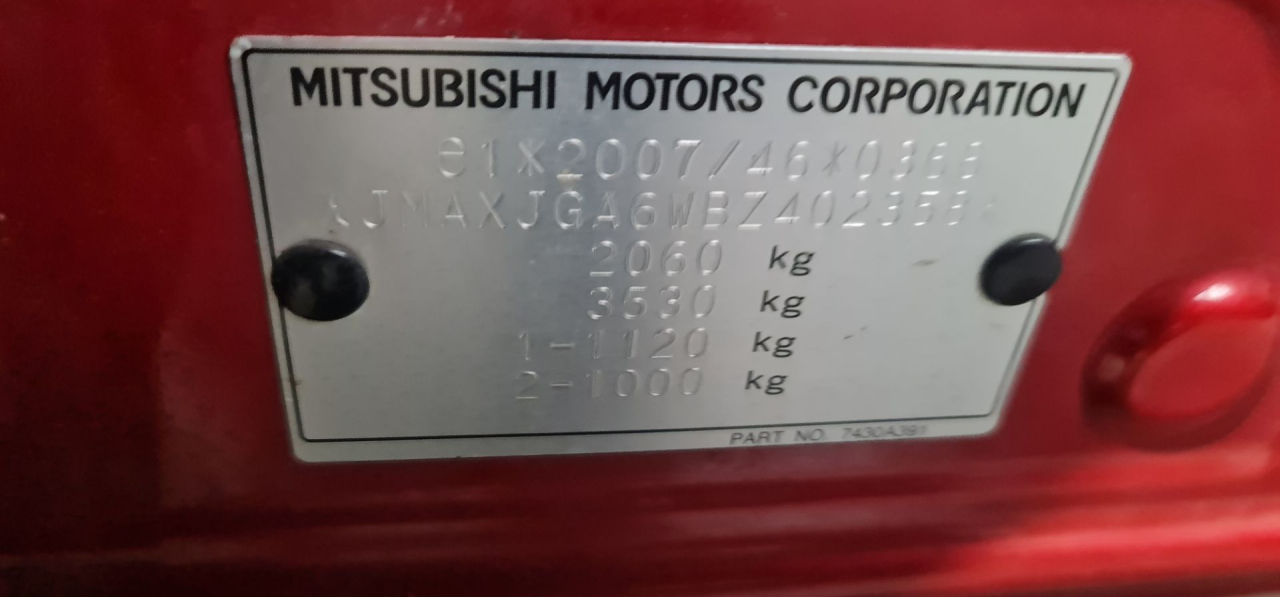 MITSUBISHI MOTORS CORPORATION
e1*2007/46*0368
*JMAXJGA6WBZ402358*
2060 kg
3530 kg
1-1120 kg
2-1000 kg
PART NO. 7430A391